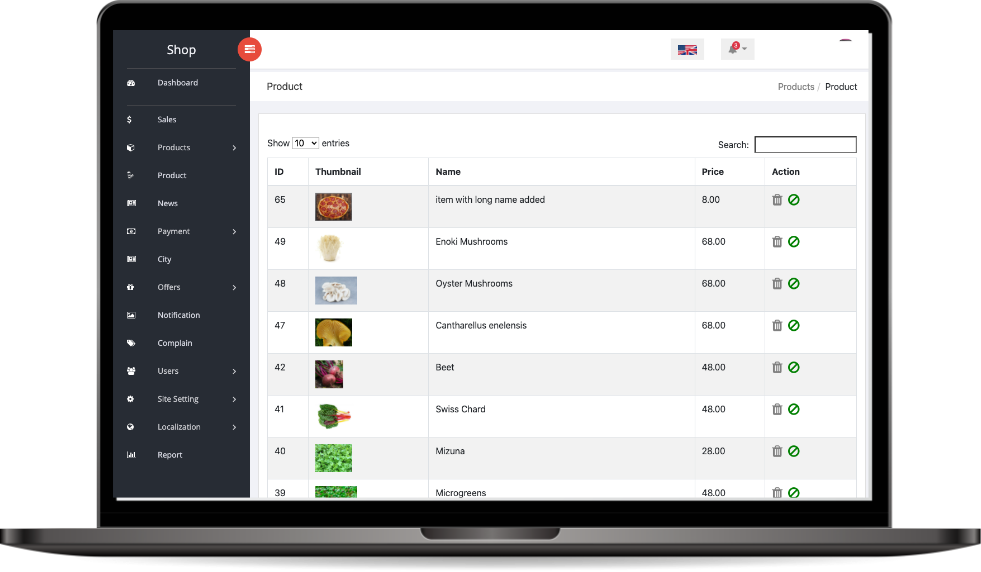 Shop
3
Dashboard
Product
Products / Product
Sales
Products
Product
News
Payment
City
Offers
Notification
Complain
Users
Site Setting
Localization
Report
Show 10 entries
Search:
ID Thumbnail Name Price Action
65 item with long name added 8.00
49 Enoki Mushrooms 68.00
48 Oyster Mushrooms 68.00
47 Cantharellus enelensis 68.00
42 Beet 48.00
41 Swiss Chard 48.00
40 Mizuna 28.00
39 Microgreens 48.00